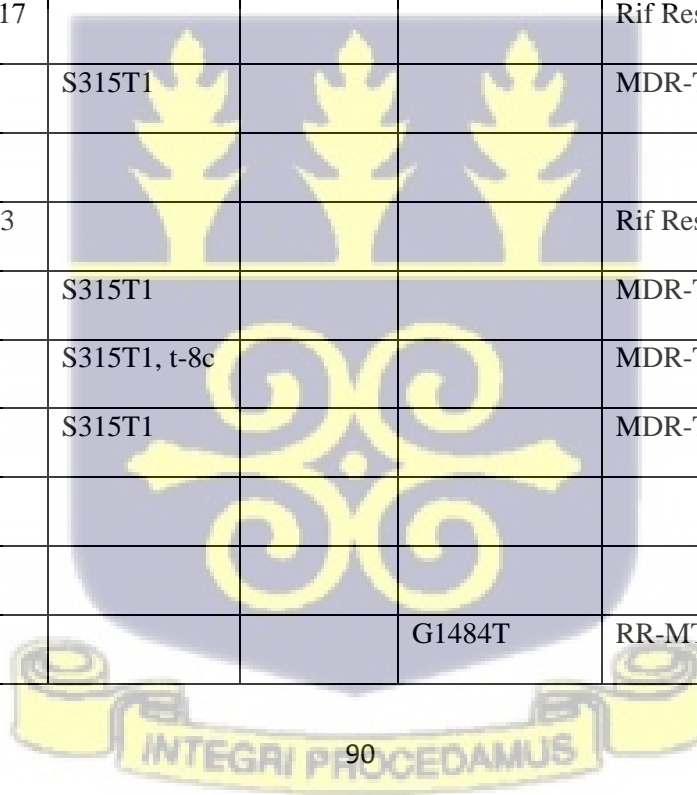 17 Rif Res
S315T1 MDR-T
3 Rif Res
S315T1 MDR-T
S315T1, t-8c MDR-T
S315T1 MDR-T
G1484T RR-MT
90
INTEGRI PROCEDAMUS